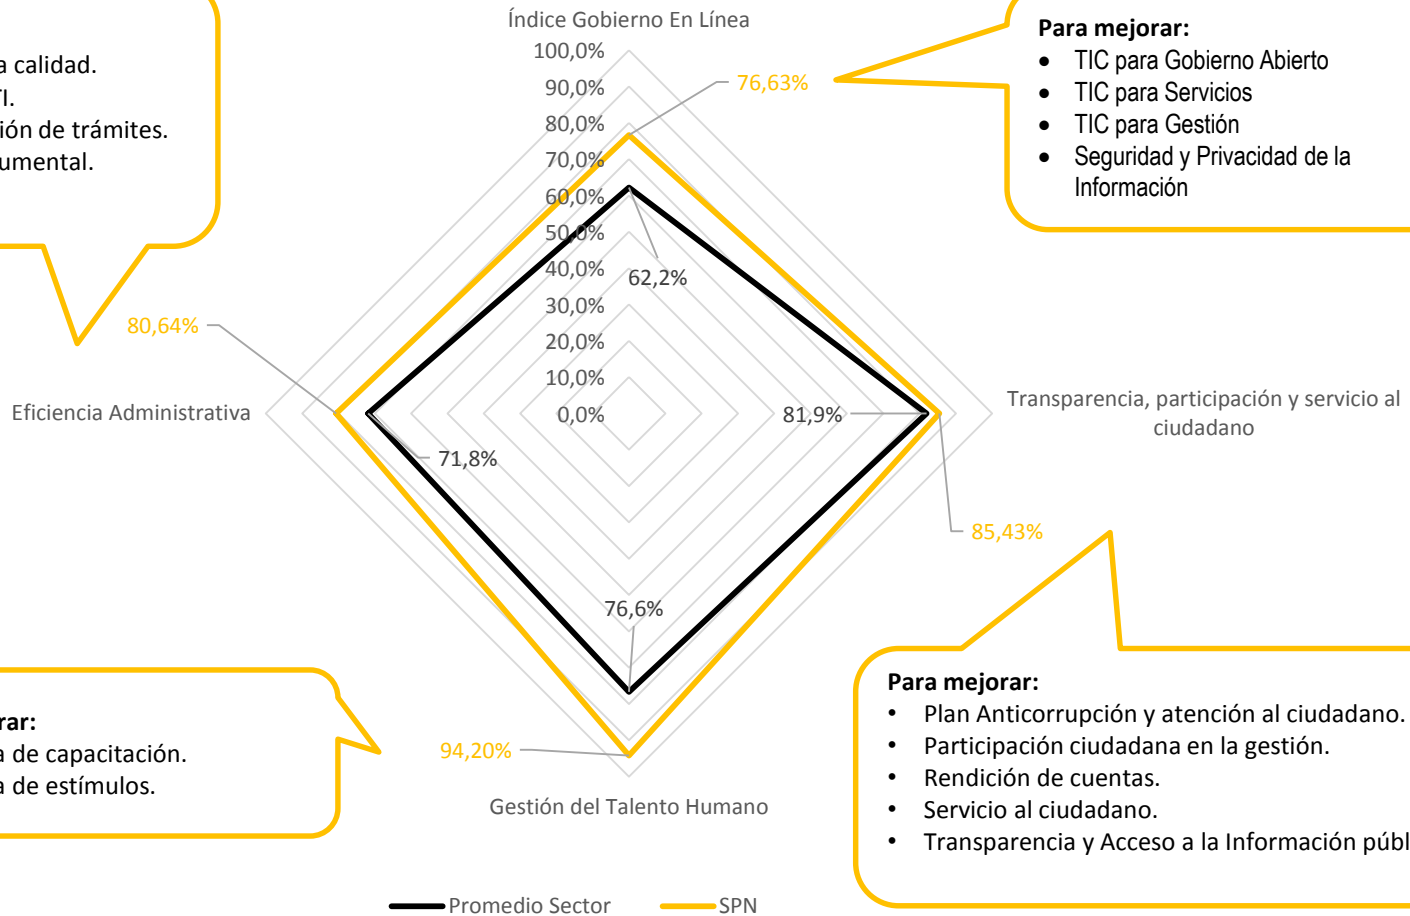 Índice Gobierno En Línea
100,0%
90,0%
80,0%
70,0%
60,0%
50,0%
40,0%
30,0%
20,0%
10,0%
0,0%
76,63%
62,2%
80,64%
71,8%
81,9%
85,43%
76,6%
94,20%
Eficiencia Administrativa
Transparencia, participación y servicio al
ciudadano
Gestión del Talento Humano
a calidad.
de trámites.
Para mejorar:
• TIC para Gobierno Abierto
• TIC para Servicios
• TIC para Gestión
• Seguridad y Privacidad de la
Información
de capacitación.
de estímulos.
Para mejorar:
• Plan Anticorrupción y atención al ciudadano.
• Participación ciudadana en la gestión.
• Rendición de cuentas.
• Servicio al ciudadano.
• Transparencia y Acceso a la Información
Promedio Sector
SPN